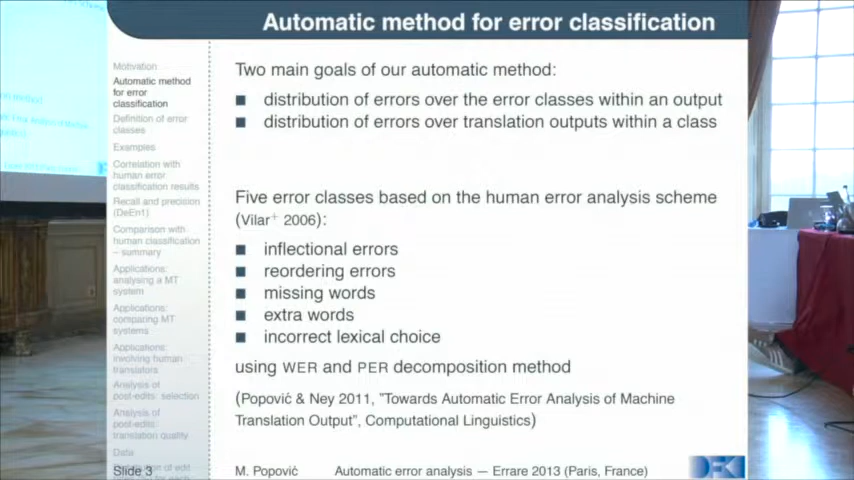 Automatic method for error classification
Motivation
Automatic method
for error
classification
Definition of error
classes
Examples
Correlation with
human error
classification results
Recall and precision
(DeEn1)
Comparison with
human classification
– summary
Applications:
analysing a MT
system
Applications:
comparing MT
systems
Applications:
involving human
translators
Analysis of
post-edits: selection
Analysis of
post-edits:
translation quality
Data
Two main goals of our automatic method:
distribution of errors over the error classes within an output
distribution of errors over translation outputs within a class
Five error classes based on the human error analysis scheme
(Vilar+ 2006):
inflectional errors
reordering errors
missing words
extra words
incorrect lexical choice
using WER and PER decomposition method
(Popović & Ney 2011, "Towards Automatic Error Analysis of Machine
Translation Output", Computational Linguistics)
Slide 3
M. Popović
Automatic error analysis — Errare 2013 (Paris, France)
DFKI